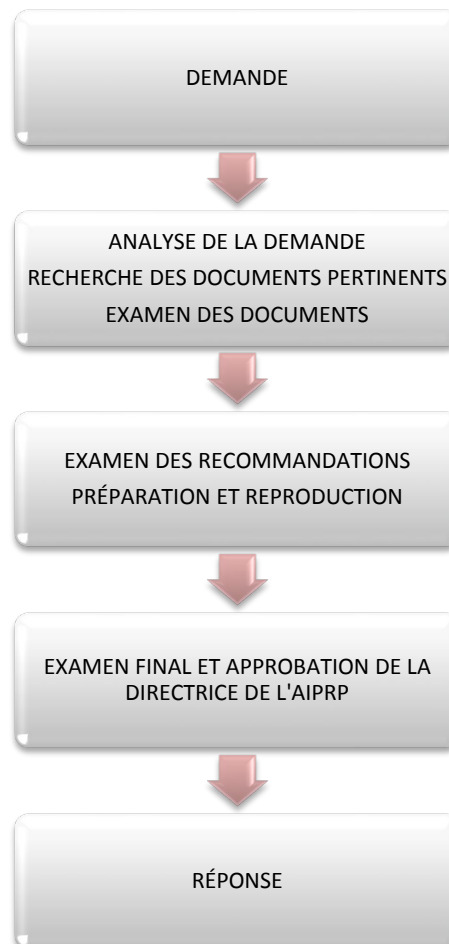 DEMANDE
ANALYSE DE LA DEMANDE
RECHERCHE DES DOCUMENTS PERTINENTS
EXAMEN DES DOCUMENTS
EXAMEN DES RECOMMANDATIONS
PRÉPARATION ET REPRODUCTION
EXAMEN FINAL ET APPROBATION DE LA
DIRECTRICE DE L'AIPRP
RÉPONSE